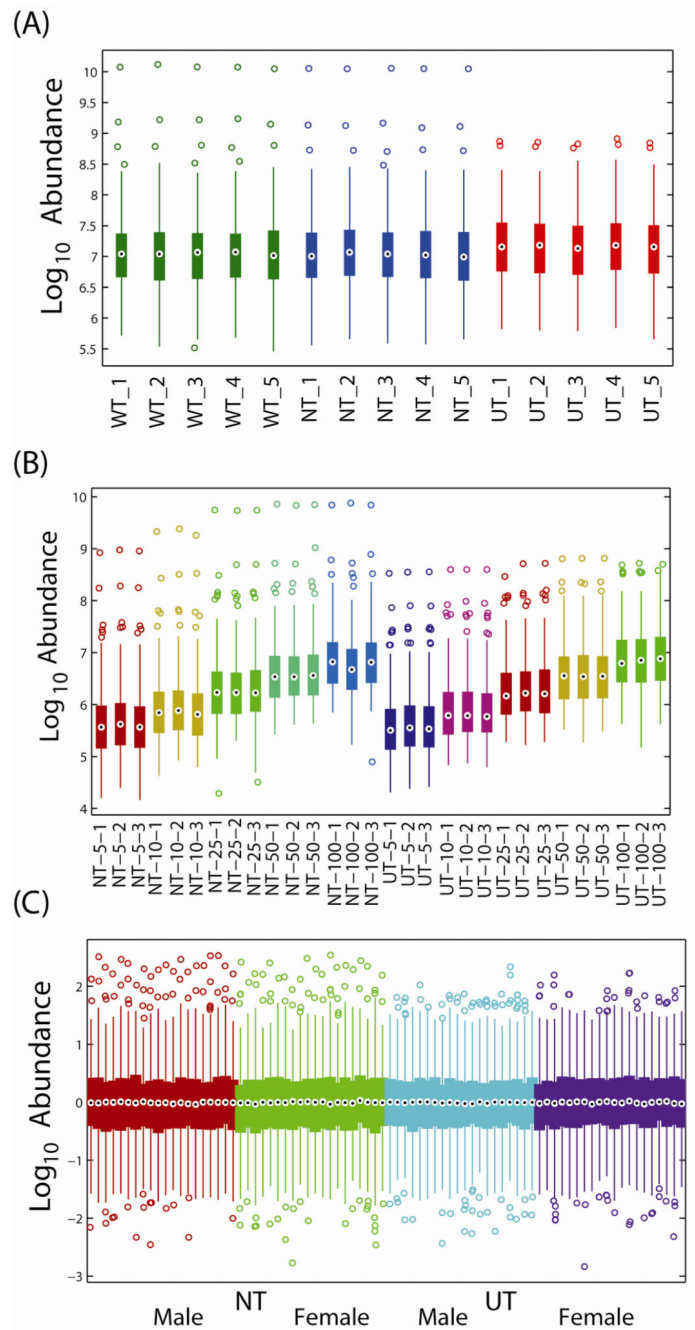 (A)
Log10 Abundance
10
9.5
9
8.5
7.5
7
6.5
6
5.5
WT_1 WT_2 WT_3 WT_4 WT_5 NT_1 NT_2 NT_3 NT_4 NT_5 UT_1 UT_2 UT_3 UT_4 UT_5
(B)
Log10 Abundance
10
9
8
7
6
5
4
NT-5-1 NT-5-2 NT-5-3 NT-10-1 NT-10-2 NT-10-3 NT-25-1 NT-25-2 NT-25-3 NT-50-1 NT-50-2 NT-50-3 NT-100-1 NT-100-2 NT-100-3 UT-5-1 UT-5-2 UT-5-3 UT-10-1 UT-10-2 UT-10-3 UT-25-1 UT-25-2 UT-25-3 UT-50-1 UT-50-2 UT-50-3 UT-100-1 UT-100-2 UT-100-3
(C)
Log10 Abundance
2
1
0
-1
-2
-3
NT UT
Male Female Male Female